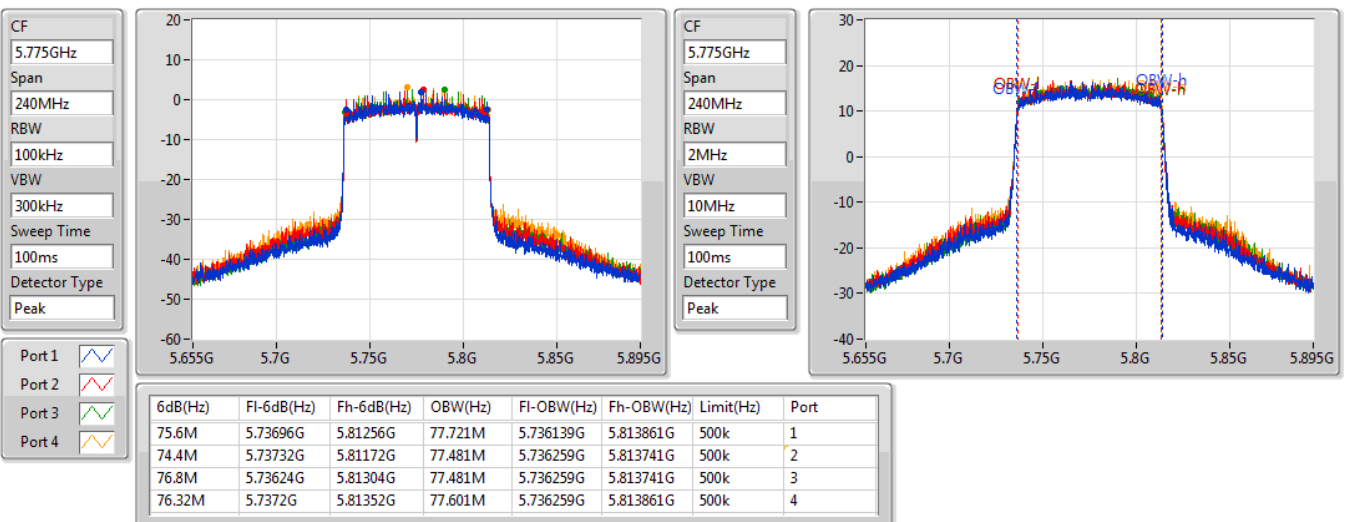 CF
5.775GHz
Span
240MHz
RBW
100kHz
VBW
300kHz
Sweep Time
100ms
Detector Type
Peak
20
10
0
-10
-20
-30
-40
-50
-60
5.655G 5.7G 5.75G 5.8G 5.85G 5.895G
CF
5.775GHz
Span
240MHz
RBW
2MHz
VBW
10MHz
Sweep Time
100ms
Detector Type
Peak
30
20
10
0
-10
-20
-30
-40
OBW-h
OBW-h
5.655G 5.7G 5.75G 5.8G 5.85G 5.895G
Port 1
Port 2
Port 3
Port 4
6dB(Hz) Fl-6dB(Hz) Fh-6dB(Hz) OBW(Hz) Fl-OBW(Hz) Fh-OBW(Hz) Limit(Hz) Port
75.6M 5.73696G 5.81256G 77.721M 5.736139G 5.813861G 500k 1
74.4M 5.73732G 5.81172G 77.481M 5.736259G 5.813741G 500k 2
76.8M 5.73624G 5.81304G 77.481M 5.736259G 5.813741G 500k 3
76.32M 5.7372G 5.81352G 77.601M 5.736259G 5.813861G 500k 4